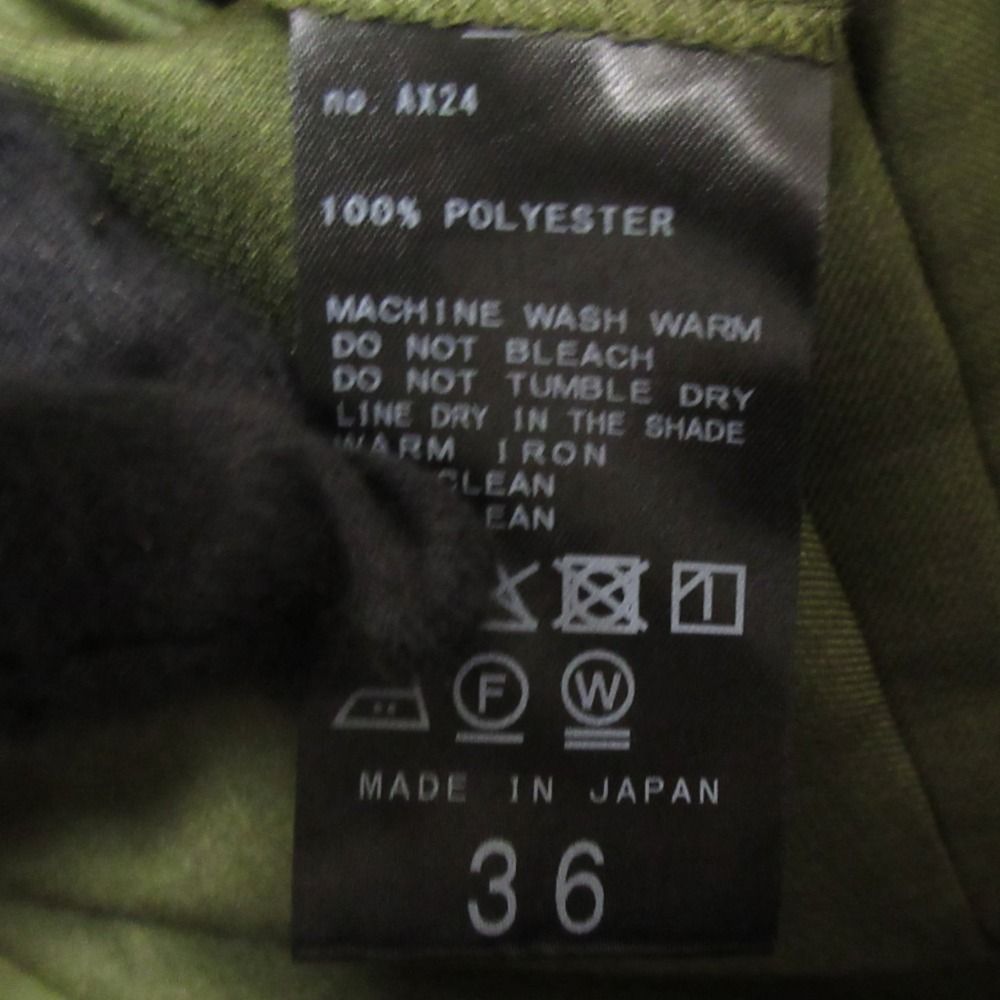 no. AX24
100% POLYESTER
MACHINE WASH WARM
DO NOT BLEACH
DO NOT TUMBLE DRY
LINE DRY IN THE SHADE
WARM IRON
CLEAN
EAN
F W
MADE IN JAPAN
36